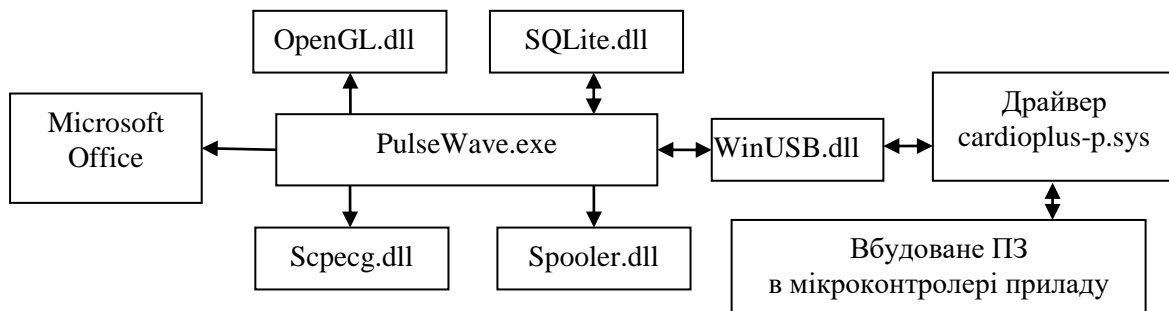 OpenGL.dll
SQLite.dll
Microsoft
Office
PulseWave.exe
WinUSB.dll
Драйвер
cardioplus-p.sys
Scpecg.dll
Spooler.dll
Вбудоване ПЗ
в мікроконтролері приладу